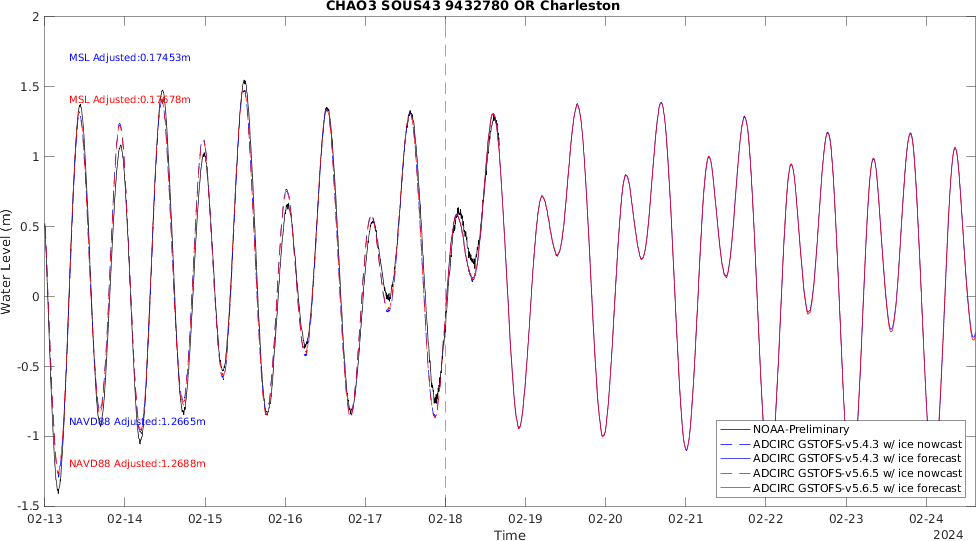 CHAO3 SOUS43 9432780 OR Charleston
2
1.5
1
0.5
0
-0.5
-1
-1.5
Water Level (m)
MSL Adjusted:0.17453m
MSL Adjusted:0.17678m
NAVD88 Adjusted:1.2665m
NAVD88 Adjusted:1.2688m
NOAA-Preliminary
ADCIRC GSTOFS-v5.4.3 w/ ice nowcast
ADCIRC GSTOFS-v5.4.3 w/ ice forecast
ADCIRC GSTOFS-v5.6.5 w/ ice nowcast
ADCIRC GSTOFS-v5.6.5 w/ ice forecast
02-13 02-14 02-15 02-16 02-17 02-18 02-19 02-20 02-21 02-22 02-23 02-24
Time
2024